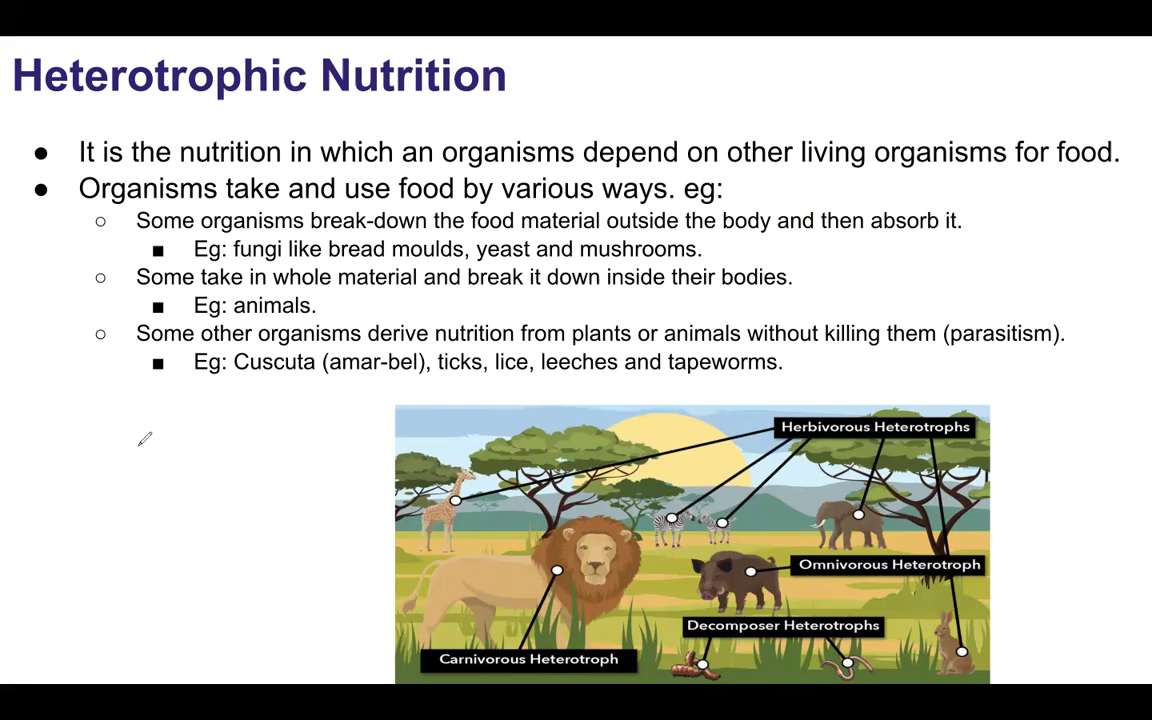 Heterotrophic Nutrition
● It is the nutrition in which an organisms depend on other living organisms for food.
● Organisms take and use food by various ways. eg:
○ Some organisms break-down the food material outside the body and then absorb it.
■ Eg: fungi like bread moulds, yeast and mushrooms.
○ Some take in whole material and break it down inside their bodies.
■ Eg: animals.
○ Some other organisms derive nutrition from plants or animals without killing them (parasitism).
■ Eg: Cuscuta (amar-bel), ticks, lice, leeches and tapeworms.
Herbivorous Heterotrophs
Omnivorous Heterotroph
Decomposer Heterotrophs
Carnivorous Heterotroph